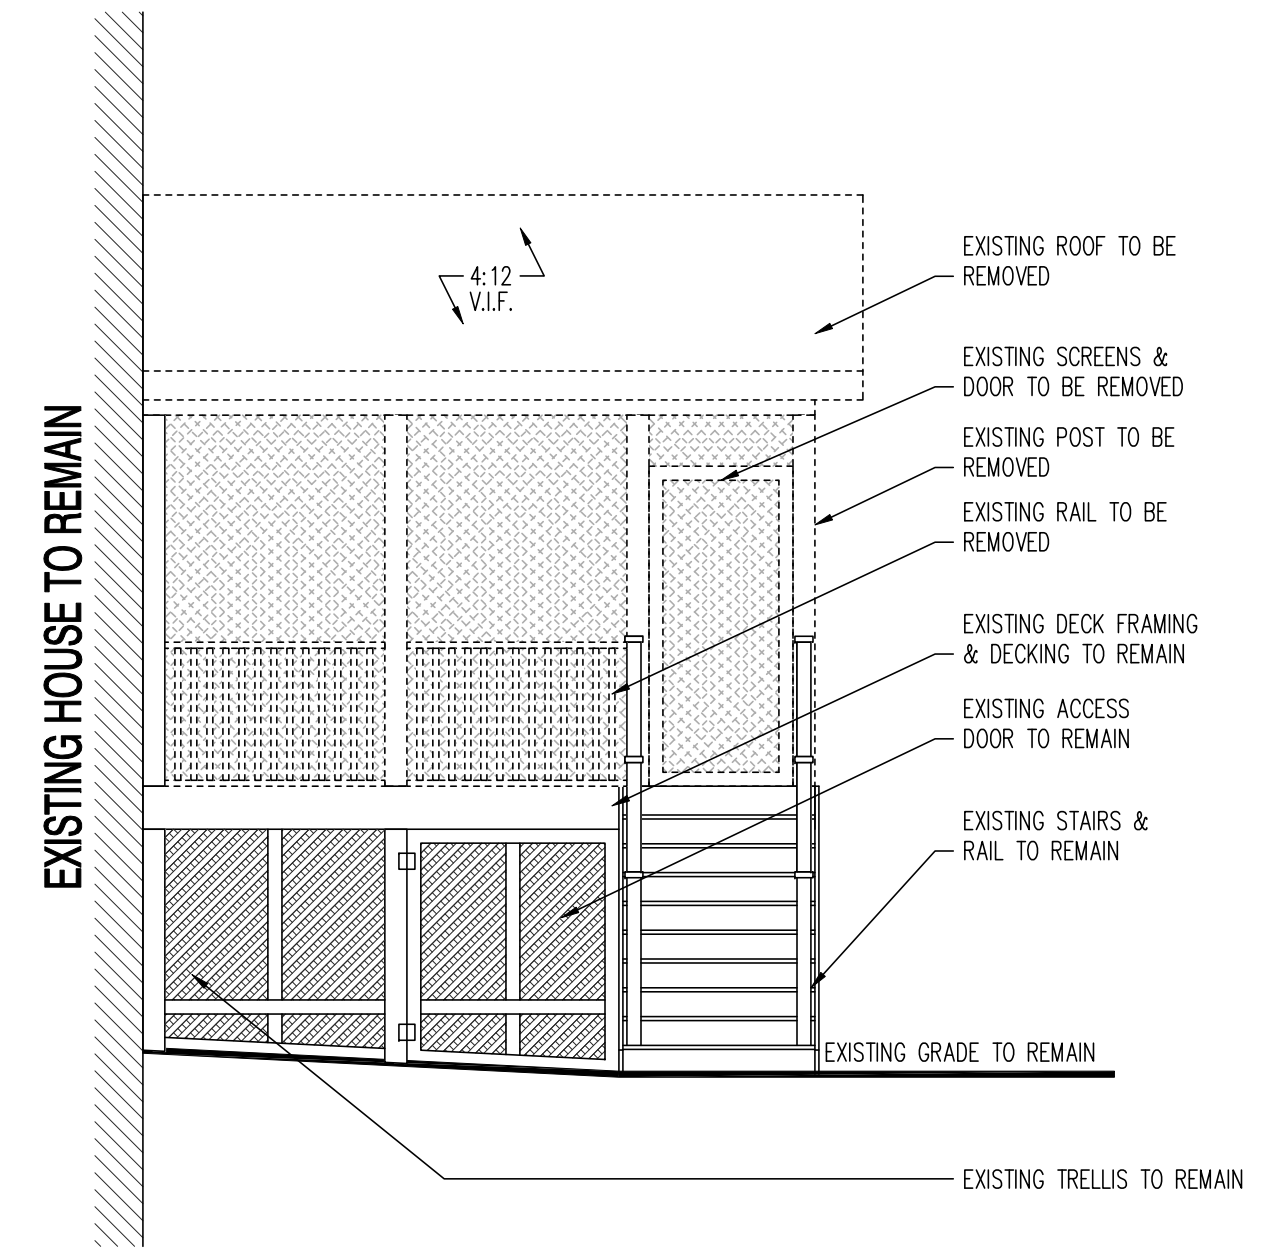 EXISTING ROOF TO BE
REMOVED
4:12
V.I.F.
EXISTING SCREENS &
DOOR TO BE REMOVED
EXISTING POST TO BE
REMOVED
EXISTING RAIL TO BE
REMOVED
EXISTING HOUSE TO REMAIN
EXISTING DECK FRAMING
& DECKING TO REMAIN
EXISTING ACCESS
DOOR TO REMAIN
EXISTING STAIRS &
RAIL TO REMAIN
EXISTING GRADE TO REMAIN
EXISTING TRELLIS TO REMAIN